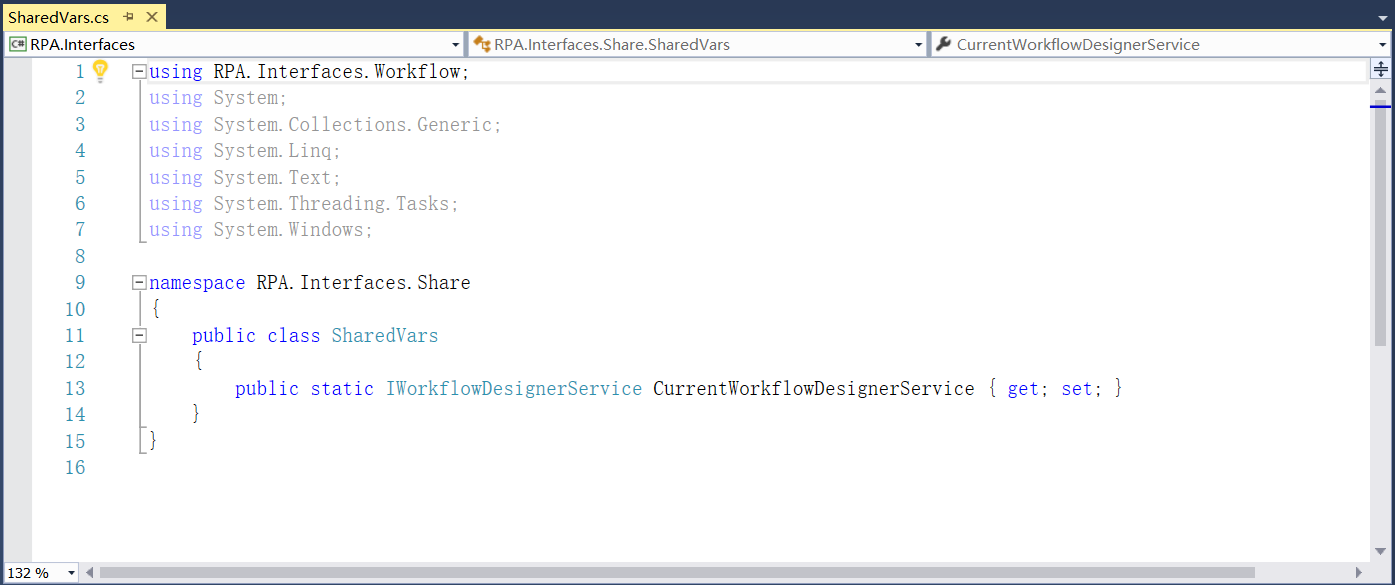 SharedVars.cs
RPA.Interfaces
RPA.Interfaces.Share.SharedVars
CurrentWorkflowDesignerService
1 using RPA.Interfaces.Workflow;
2 using System;
3 using System.Collections.Generic;
4 using System.Linq;
5 using System.Text;
6 using System.Threading.Tasks;
7 using System.Windows;
8
9 namespace RPA.Interfaces.Share
10 {
11 public class SharedVars
12 {
13 public static IWorkflowDesignerService CurrentWorkflowDesignerService { get; set; }
14 }
15 }
16
132 %